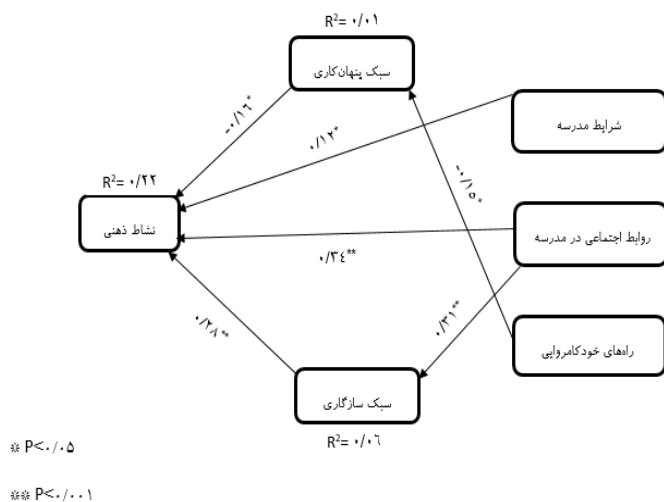 R²= ۰/۰۱
سبک پنهان‌کاری
شرایط مدرسه
-۰/۱۶*
۰/۱۲*
-۰/۱۵*
R²= ۰/۲۲
نشاط ذهنی
روابط اجتماعی در مدرسه
۰/۳٤**
۰/۲۸**
۰/۳۱**
راه‌های خودکامروایی
سبک سازگاری
R²= ۰/۰٦
* P<۰/۰۵
** P<۰/۰۰۱